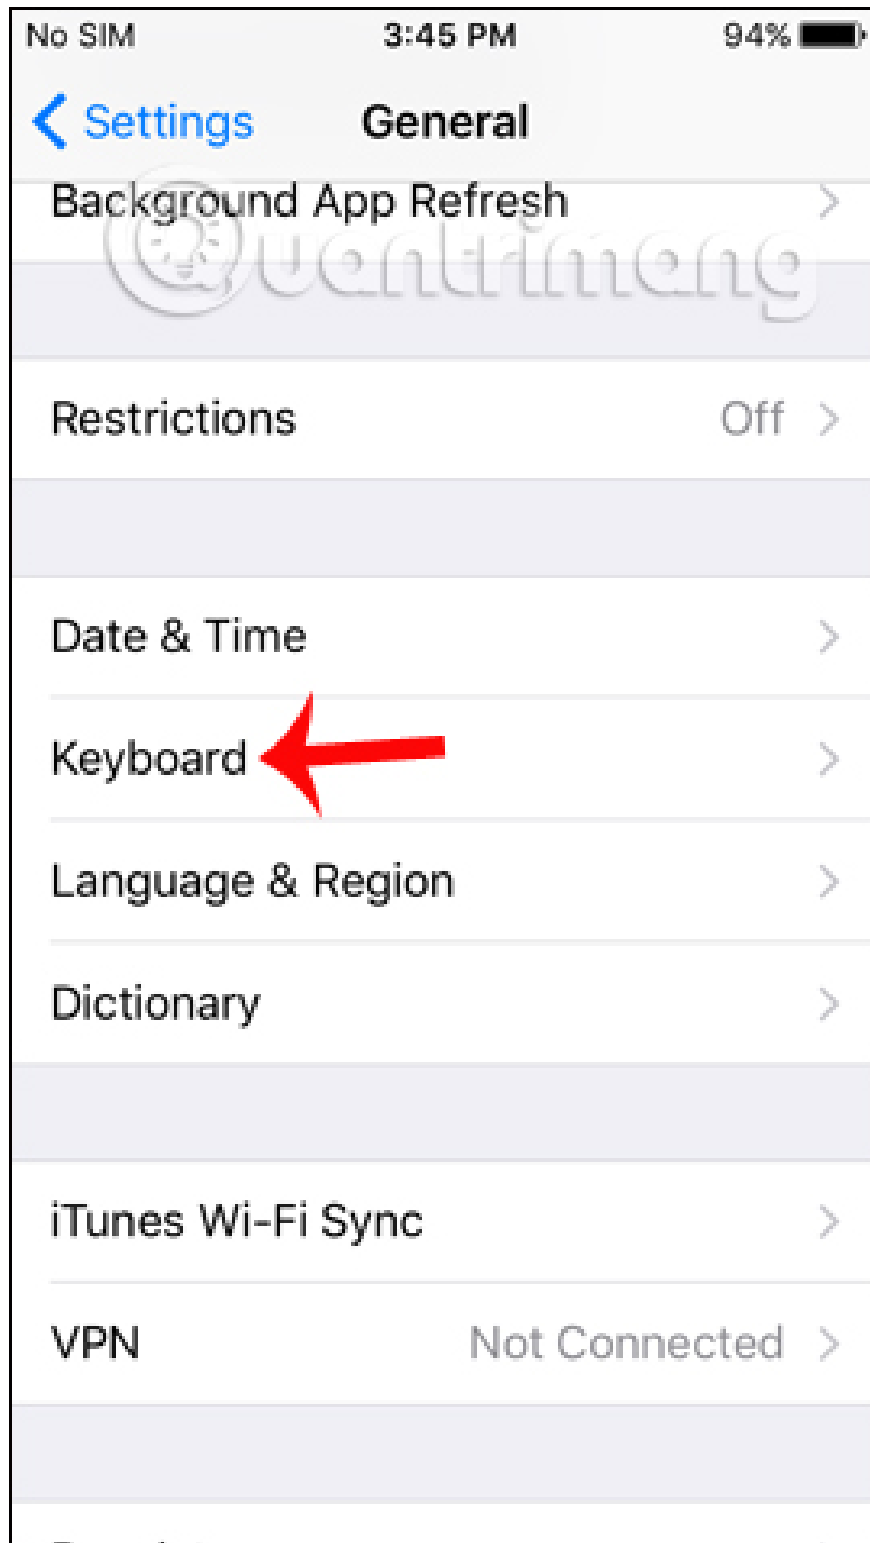 No SIM 3:45 PM 94%
Settings General
Background App Refresh
Quantrimang
Restrictions Off
Date & Time
Keyboard
Language & Region
Dictionary
iTunes Wi-Fi Sync
VPN Not Connected